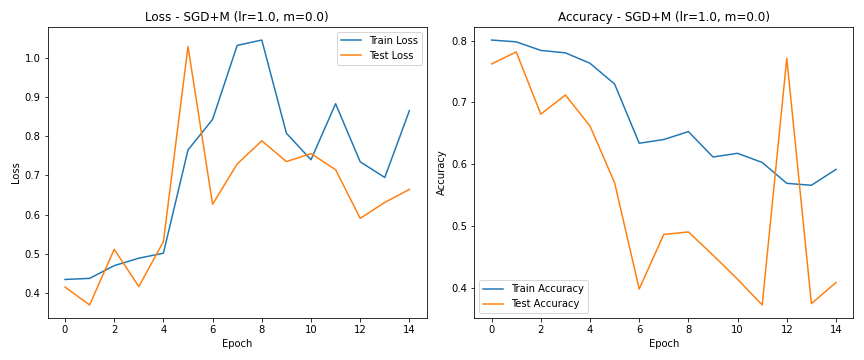 Loss - SGD+M (lr=1.0, m=0.0)
Train Loss
Test Loss
Loss
1.0
0.9
0.8
0.7
0.6
0.5
0.4
0 2 4 6 8 10 12 14
Epoch
Accuracy - SGD+M (lr=1.0, m=0.0)
Accuracy
0.8
0.7
0.6
0.5
0.4
Train Accuracy
Test Accuracy
0 2 4 6 8 10 12 14
Epoch